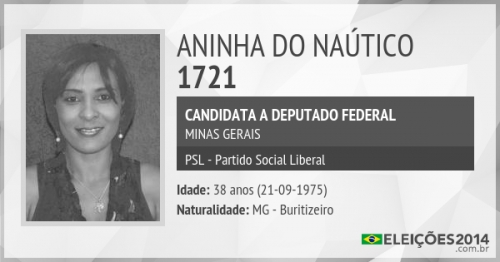 ANINHA DO NAÚTICO
1721
CANDIDATA A DEPUTADO FEDERAL
MINAS GERAIS
PSL - Partido Social Liberal
Idade: 38 anos (21-09-1975)
Naturalidade: MG - Buritizeiro
ELEIÇÕES2014
.com.br